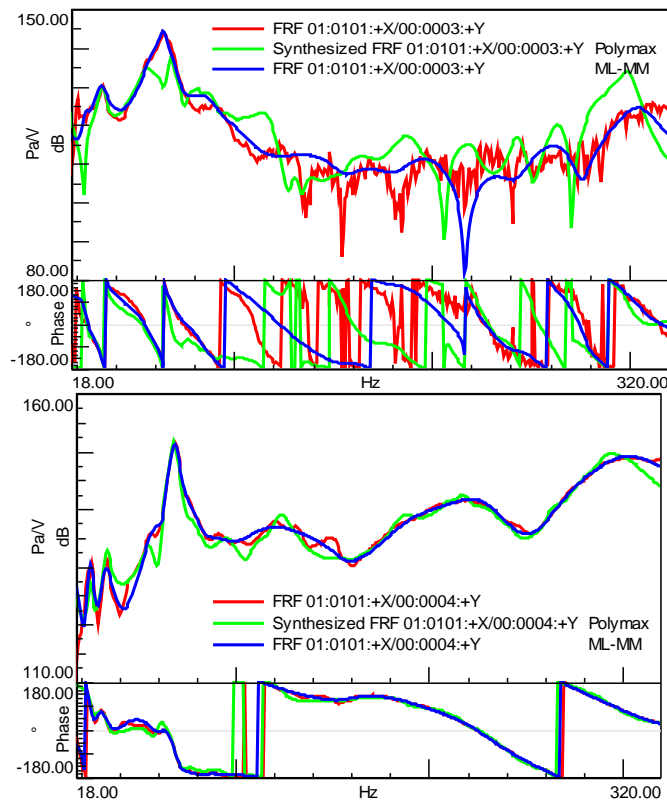 150.00
FRF 01:0101:+X/00:0003:+Y
Synthesized FRF 01:0101:+X/00:0003:+Y Polymax
FRF 01:0101:+X/00:0003:+Y ML-MM
Pa/V
dB
80.00
180.00
Phase
°
-180.00
18.00 Hz 320.00
160.00
Pa/V
dB
FRF 01:0101:+X/00:0004:+Y
Synthesized FRF 01:0101:+X/00:0004:+Y Polymax
FRF 01:0101:+X/00:0004:+Y ML-MM
110.00
180.00
Phase
°
-180.00
18.00 Hz 320.00